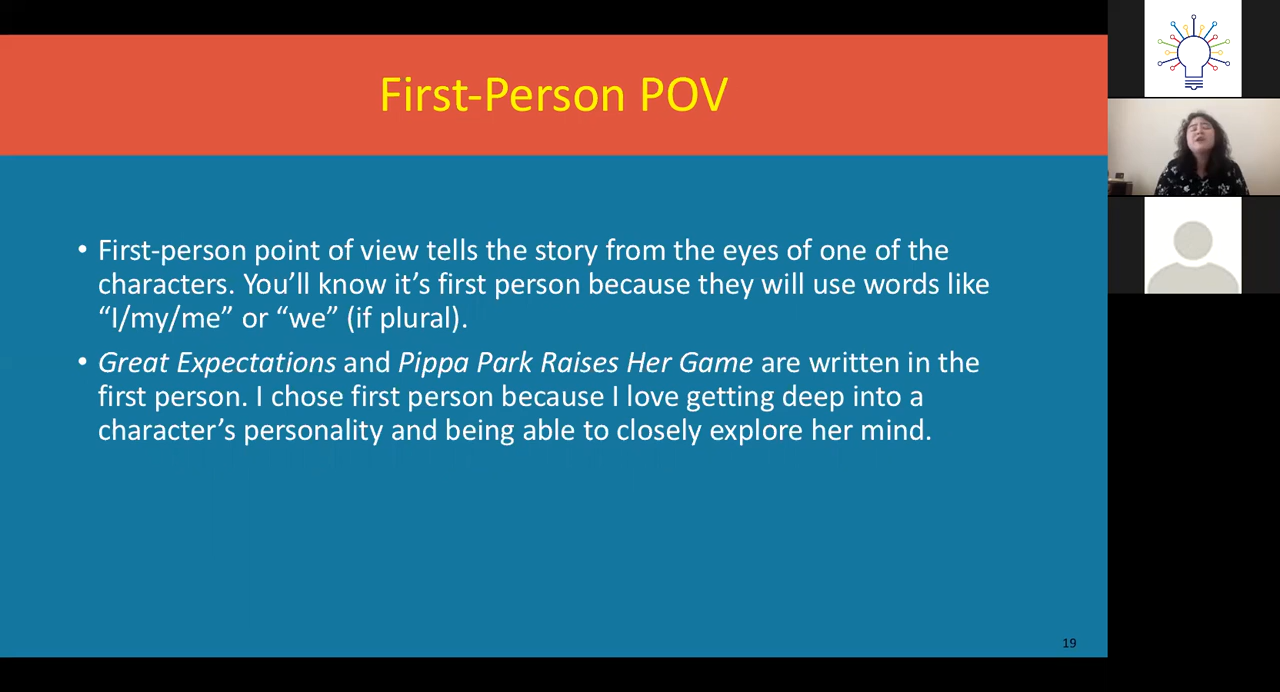 First-Person POV
• First-person point of view tells the story from the eyes of one of the
characters. You’ll know it’s first person because they will use words like
“I/my/me” or “we” (if plural).
• Great Expectations and Pippa Park Raises Her Game are written in the
first person. I chose first person because I love getting deep into a
character’s personality and being able to closely explore her mind.
19